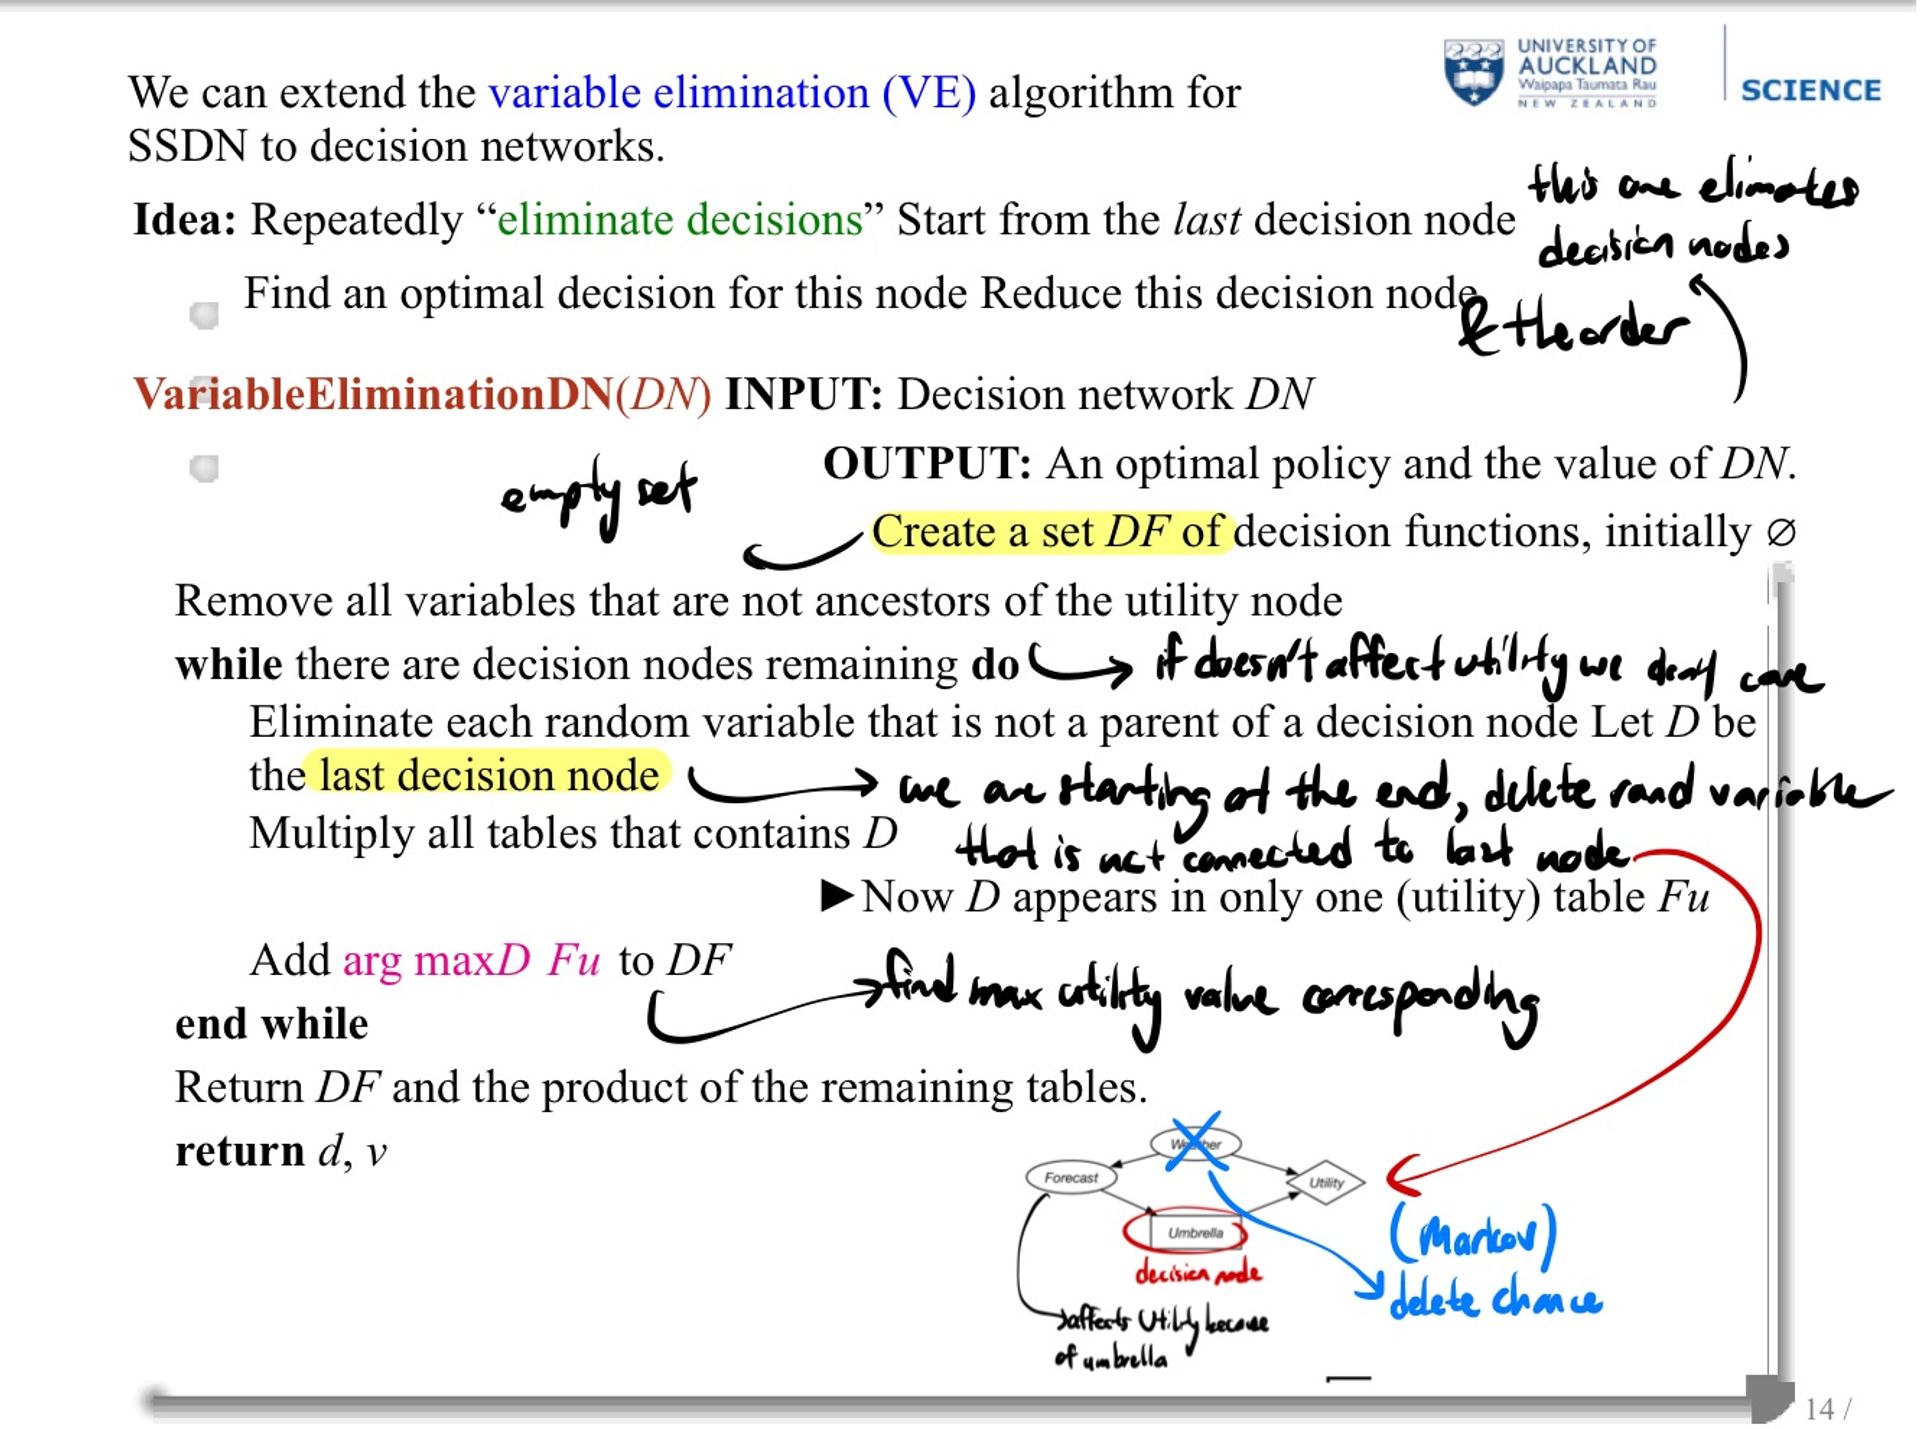 UNIVERSITY OF
AUCKLAND
Waipapa Taumata Rau
NEW ZEALAND
SCIENCE
We can extend the variable elimination (VE) algorithm for
SSDN to decision networks.
this one elimates
decision nodes
Idea: Repeatedly “eliminate decisions” Start from the last decision node
Find an optimal decision for this node Reduce this decision node
& the order
VariableEliminationDN(DN) INPUT: Decision network DN
OUTPUT: An optimal policy and the value of DN.
empty set
Create a set DF of decision functions, initially ∅
Remove all variables that are not ancestors of the utility node
while there are decision nodes remaining do
if doesn't affect utility we don't care
Eliminate each random variable that is not a parent of a decision node Let D be
the last decision node
we are starting at the end, delete rand variable
Multiply all tables that contains D
that is not connected to last node
►Now D appears in only one (utility) table Fu
Add arg maxD Fu to DF
find max utility value corresponding
end while
Return DF and the product of the remaining tables.
return d, v
Weather
Forecast
Utility
Umbrella
decision node
(Markov)
delete chance
affects Utility because
of umbrella
14 /